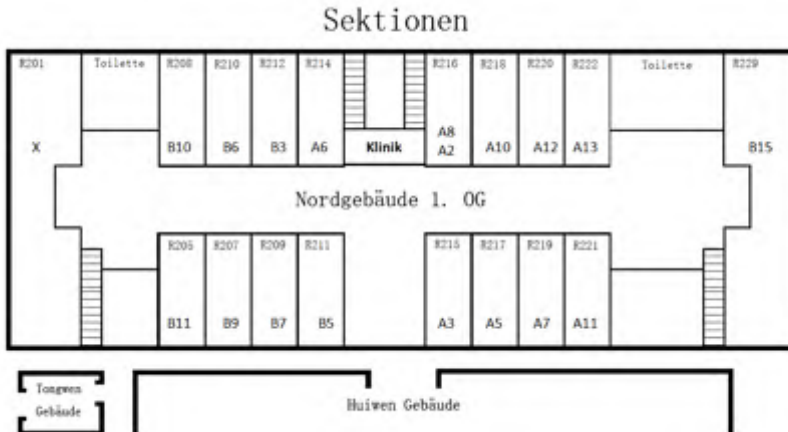 Sektionen
R201 Toilette R208 R210 R212 R214 R216 R218 R220 R222 Toilette R229
X B10 B6 B3 A6 Klinik A8 A10 A12 A13 B15
A2
Nordgebäude 1. OG
R205 R207 R209 R211 R215 R217 R219 R221
B11 B9 B7 B5 A3 A5 A7 A11
Tongwen
Gebäude
Huiwen Gebäude